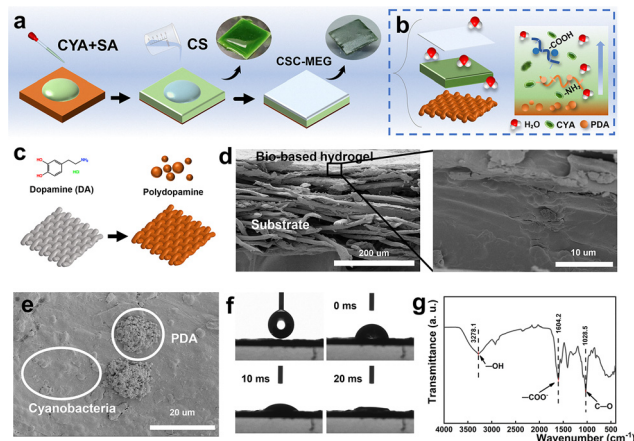 a
CYA+SA
CS
CSC-MEG
b
-COOH
-NH₂
H₂O
CYA
PDA
c
Dopamine (DA)
Polydopamine
d
Bio-based hydrogel
Substrate
200 um
10 um
e
PDA
Cyanobacteria
20 um
f
0 ms
10 ms
20 ms
g
Transmittance (a. u.)
3278.1
1604.2
1028.5
—OH
—COO⁻
C—O
4000 3500 3000 2500 2000 1500 1000 500
Wavenumber (cm⁻¹)